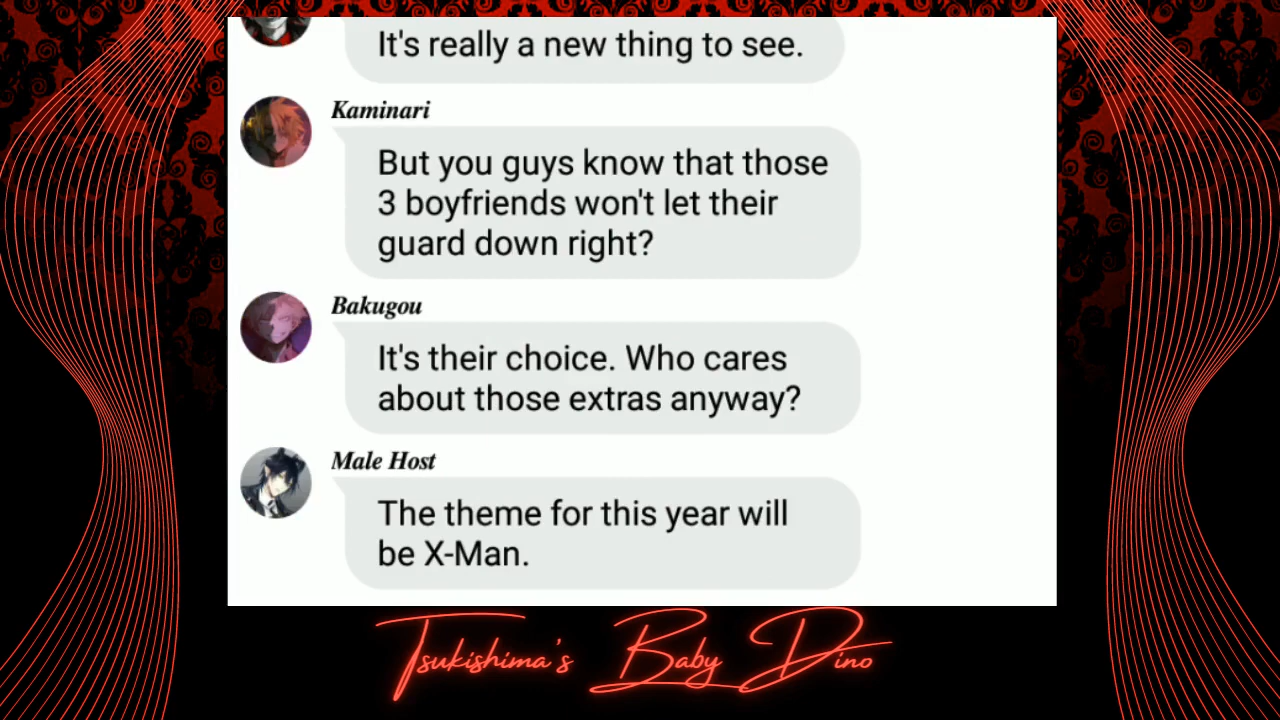 It's really a new thing to see.
Kaminari
But you guys know that those
3 boyfriends won't let their
guard down right?
Bakugou
It's their choice. Who cares
about those extras anyway?
Male Host
The theme for this year will
be X-Man.
Tsukishima's Baby Dino